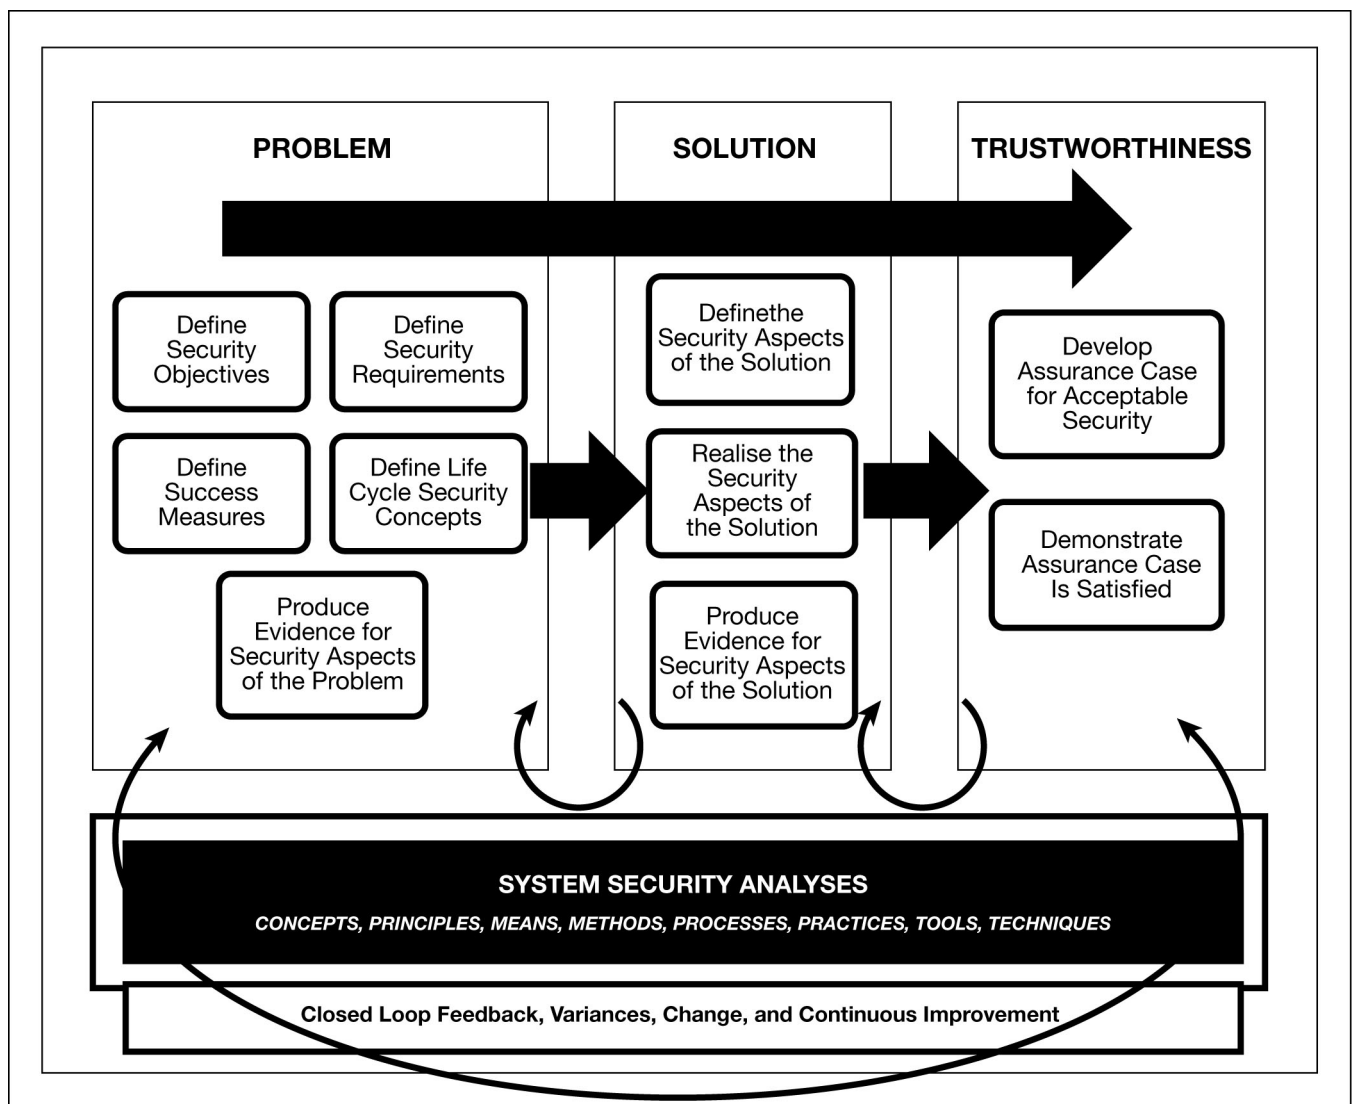 PROBLEM
Define
Security
Objectives
Define
Security
Requirements
Define
Success
Measures
Define Life
Cycle Security
Concepts
Produce
Evidence for
Security Aspects
of the Problem
SOLUTION
Definethe
Security Aspects
of the Solution
Realise the
Security
Aspects of
the Solution
Produce
Evidence for
Security Aspects
of the Solution
TRUSTWORTHINESS
Develop
Assurance Case
for Acceptable
Security
Demonstrate
Assurance Case
Is Satisfied
SYSTEM SECURITY ANALYSES
CONCEPTS, PRINCIPLES, MEANS, METHODS, PROCESSES, PRACTICES, TOOLS, TECHNIQUES
Closed Loop Feedback, Variances, Change, and Continuous Improvement